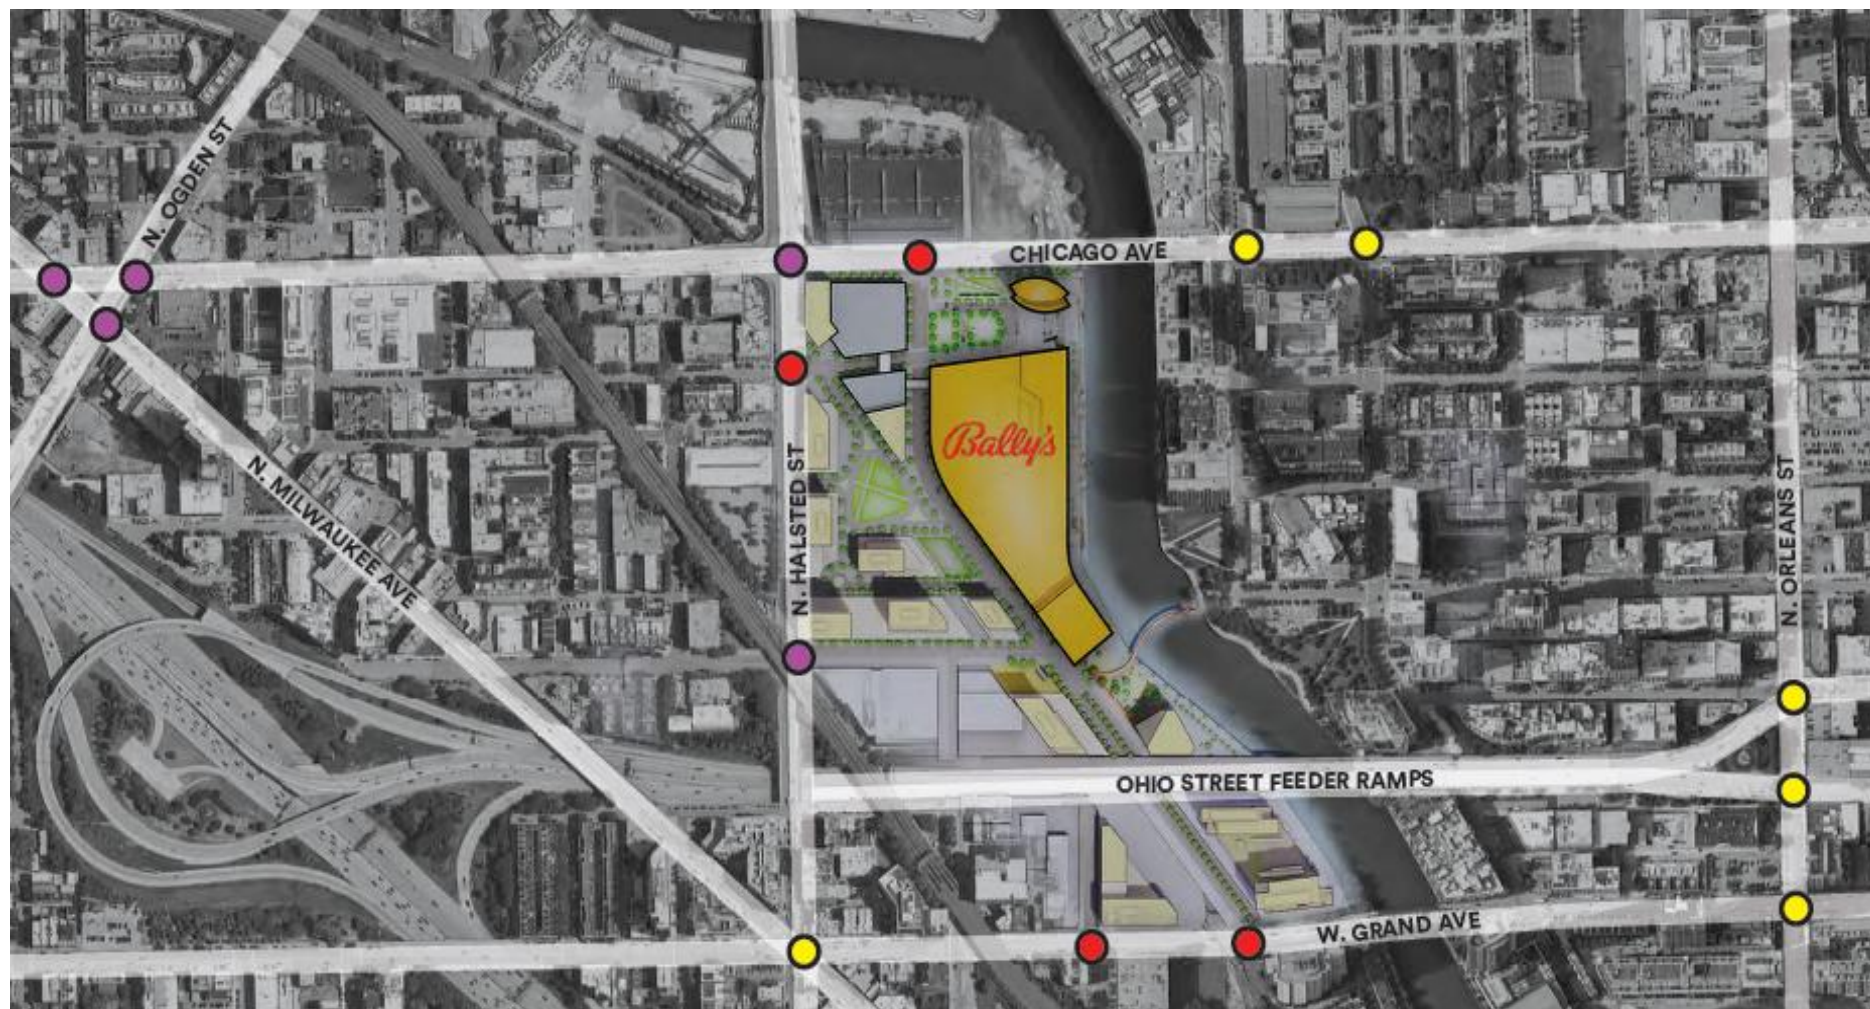 N. OGDEN ST
CHICAGO AVE
Bally's
N. MILWAUKEE AVE
N. HALSTED ST
N. ORLEANS ST
OHIO STREET FEEDER RAMPS
W. GRAND AVE